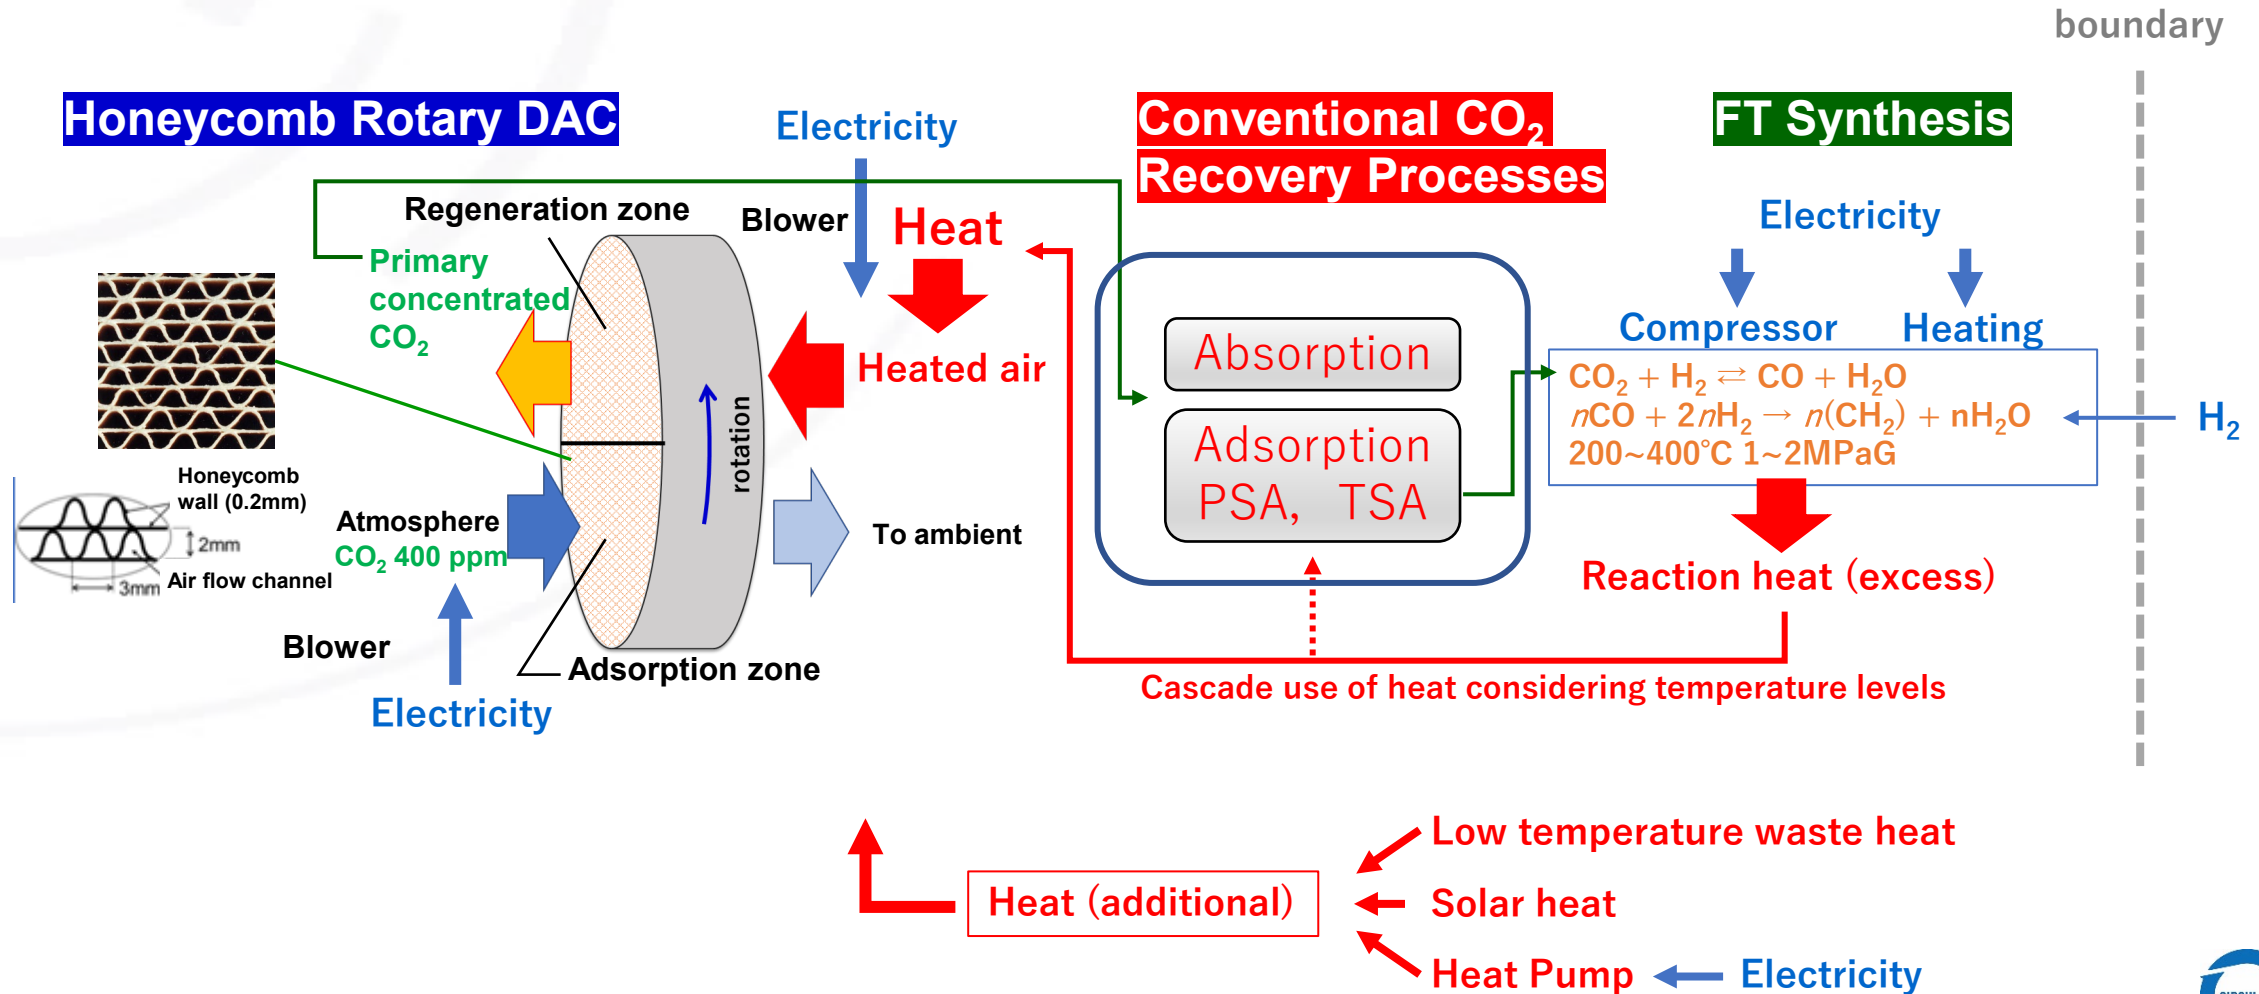 boundary
Honeycomb Rotary DAC
Electricity
Conventional CO₂
Recovery Processes
FT Synthesis
Regeneration zone
Blower
Heat
Electricity
Primary
concentrated
CO₂
Compressor
Heating
Heated air
rotation
Absorption
CO₂ + H₂ ⇄ CO + H₂O
nCO + 2nH₂ → n(CH₂) + nH₂O
200~400℃ 1~2MPaG
H₂
Adsorption
PSA, TSA
Honeycomb
wall (0.2mm)
2mm
Air flow channel
3mm
Atmosphere
CO₂ 400 ppm
To ambient
Reaction heat (excess)
Blower
Adsorption zone
Electricity
Cascade use of heat considering temperature levels
Low temperature waste heat
Heat (additional)
Solar heat
Heat Pump
Electricity